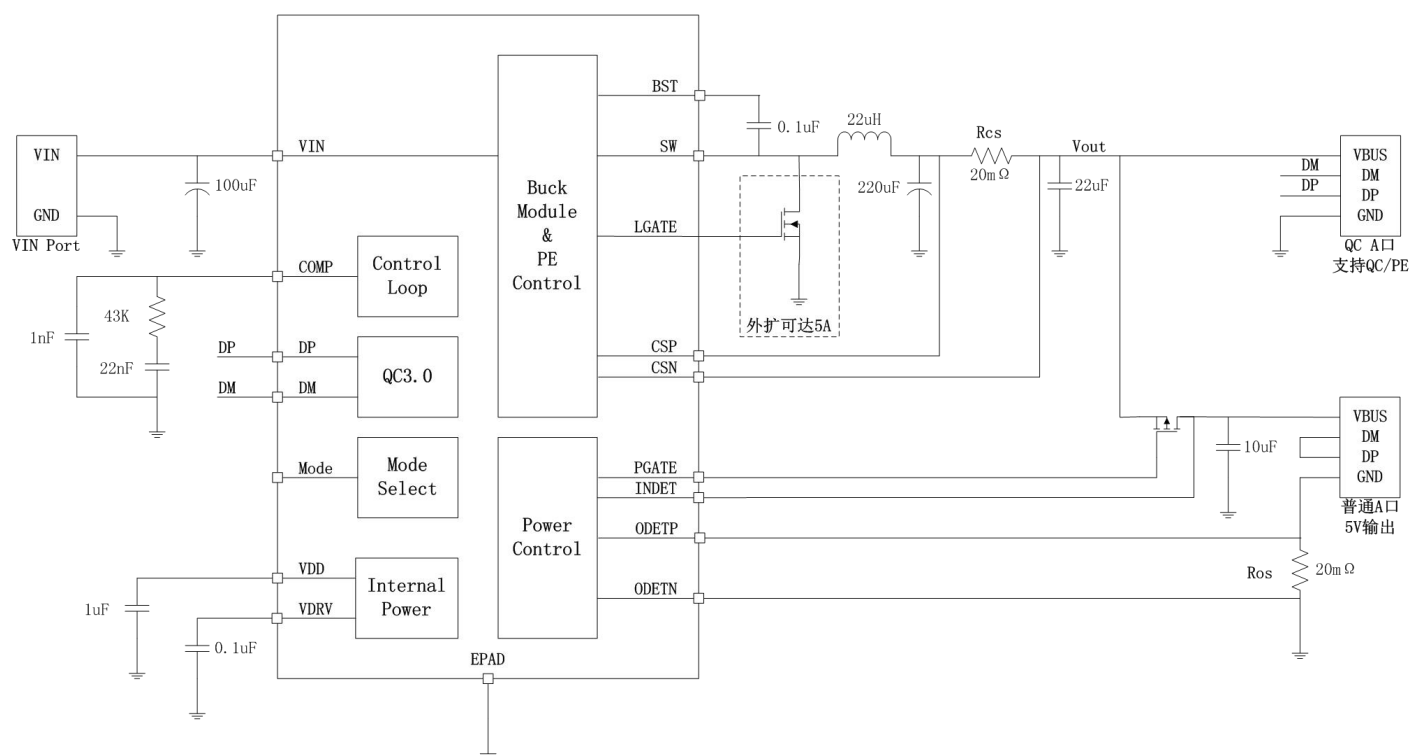 BST
0.1uF
22uH
SW
Rcs
20mΩ
Vout
VIN
VIN
100uF
GND
VIN Port
Buck
Module
&
PE
Control
220uF
22uF
VBUS
DM
DM
DP
DP
GND
QC A口
支持QC/PE
LGATE
外扩可达5A
COMP
Control
Loop
43K
1nF
22nF
CSP
CSN
DP
DP
DM
DM
QC3.0
Mode
Mode
Select
PGATE
INDET
ODETP
ODETN
Power
Control
VBUS
DM
DP
GND
10uF
普通A口
5V输出
Ros
20mΩ
VDD
VDRV
Internal
Power
1uF
0.1uF
EPAD